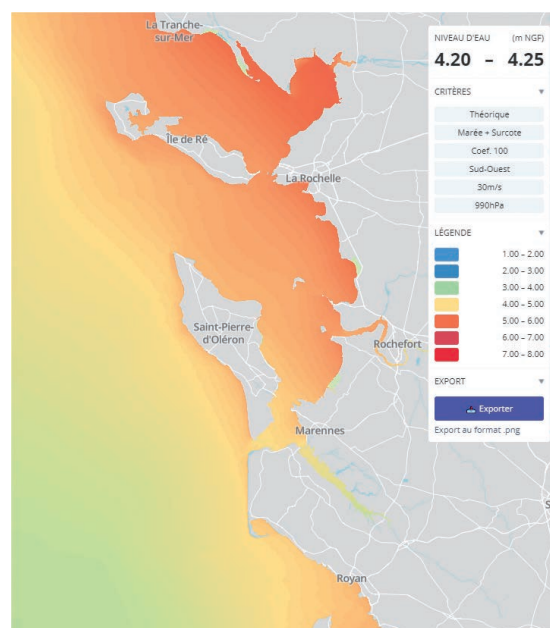 La Tranche-
sur-Mer
Île de Ré
La Rochelle
Saint-Pierre-
d'Oléron
Rochefort
Marennes
Royan
S
NIVEAU D'EAU (m NGF)
4.20 – 4.25
CRITÈRES
Théorique
Marée + Surcote
Coef. 100
Sud-Ouest
30m/s
990hPa
LÉGENDE
1.00 – 2.00
2.00 – 3.00
3.00 – 4.00
4.00 – 5.00
5.00 – 6.00
6.00 – 7.00
7.00 – 8.00
EXPORT
Exporter
Export au format .png